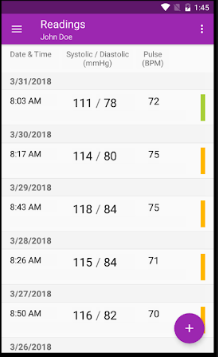 1:45
Readings
John Doe
Date & Time Systolic / Diastolic (mmHg) Pulse (BPM)
3/31/2018
8:03 AM 111 / 78 72
3/30/2018
8:17 AM 114 / 80 75
3/29/2018
8:43 AM 118 / 84 75
3/28/2018
8:26 AM 115 / 84 71
3/27/2018
8:50 AM 116 / 82 70
3/26/2018